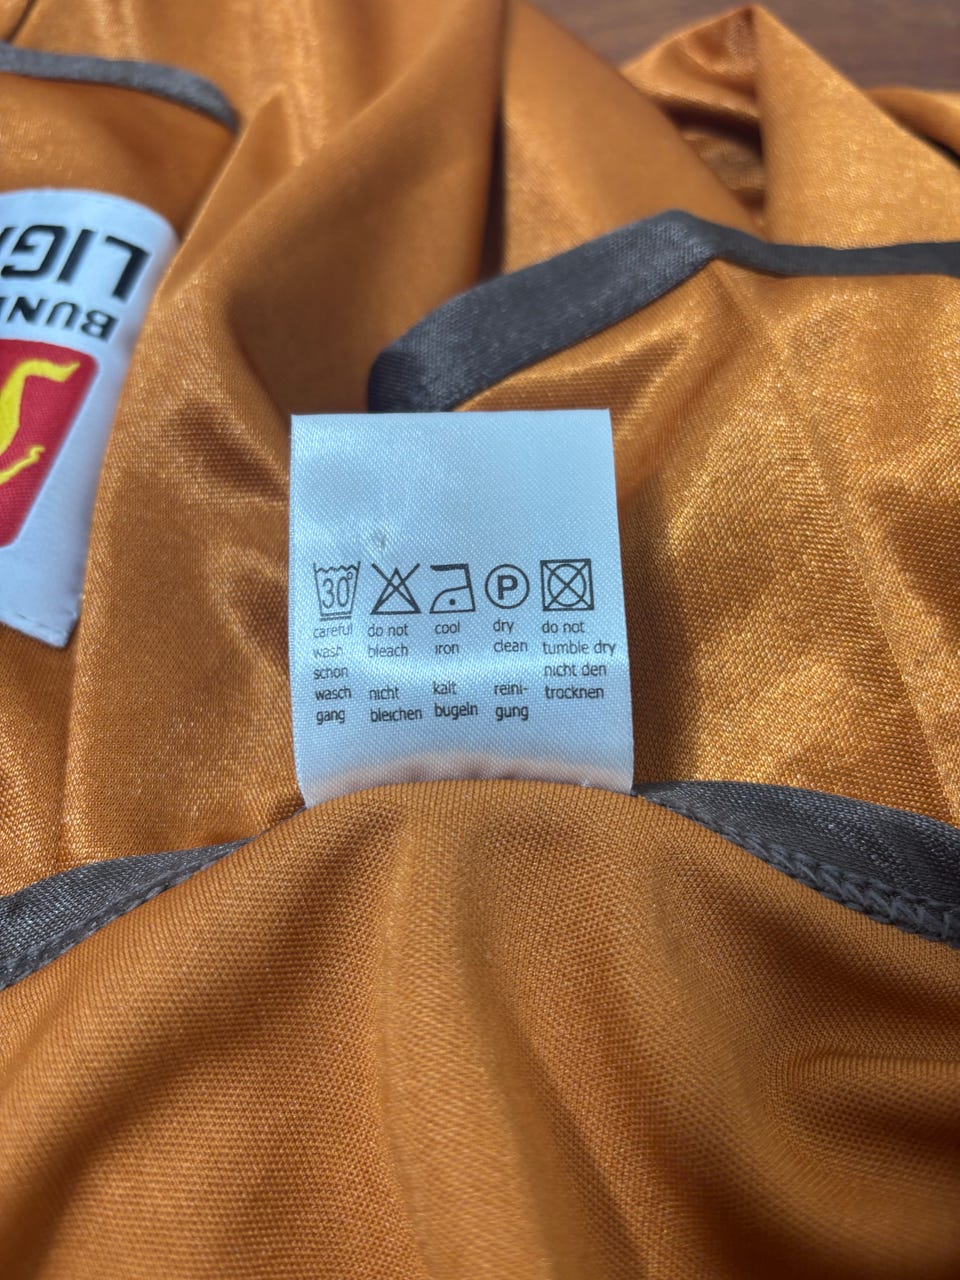 BUN
LIG
30°
P
careful do not cool dry do not
wash bleach iron clean tumble dry
schon nicht den
wasch nicht kalt reini- trocknen
gang bleichen bugeln gung